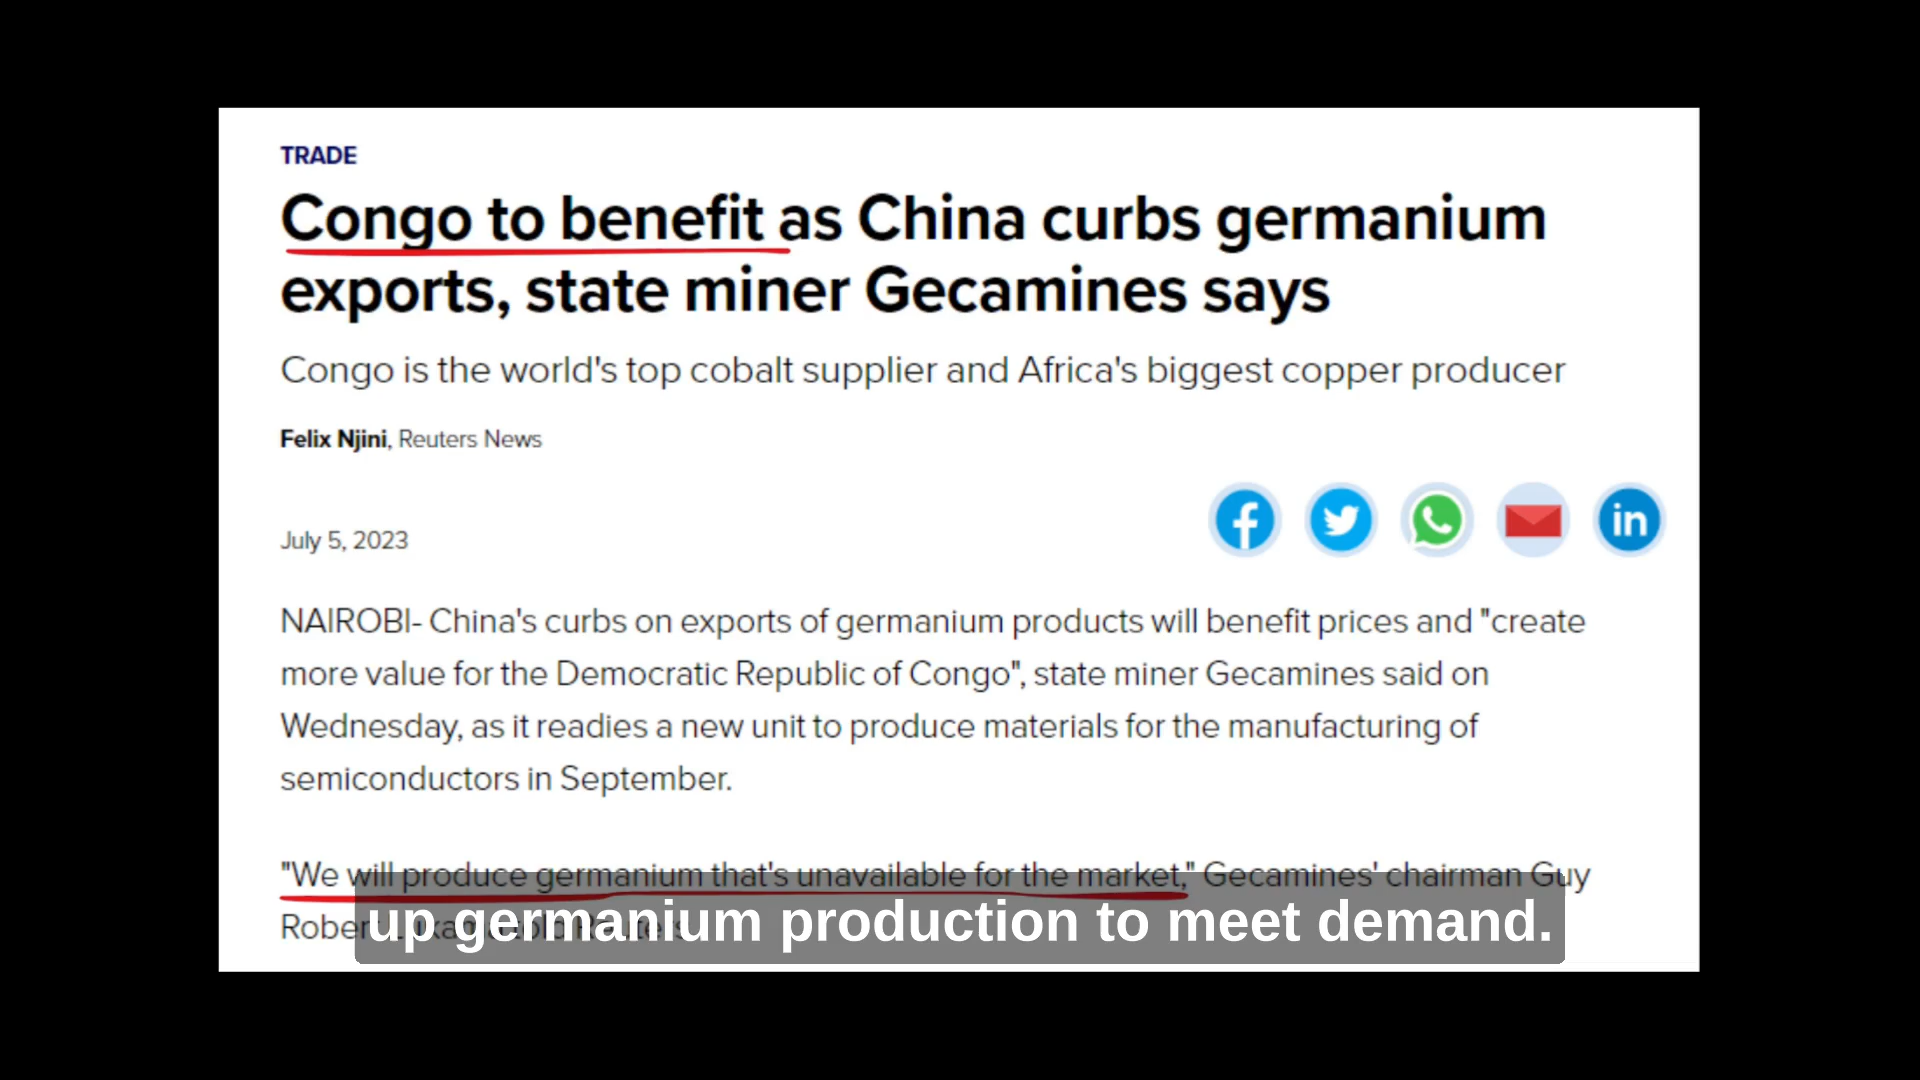 TRADE
Congo to benefit as China curbs germanium
exports, state miner Gecamines says
Congo is the world's top cobalt supplier and Africa's biggest copper producer
Felix Njini, Reuters News
July 5, 2023
NAIROBI- China's curbs on exports of germanium products will benefit prices and "create
more value for the Democratic Republic of Congo", state miner Gecamines said on
Wednesday, as it readies a new unit to produce materials for the manufacturing of
semiconductors in September.
"We will produce germanium that's unavailable for the market," Gecamines' chairman Guy
up germanium production to meet demand.